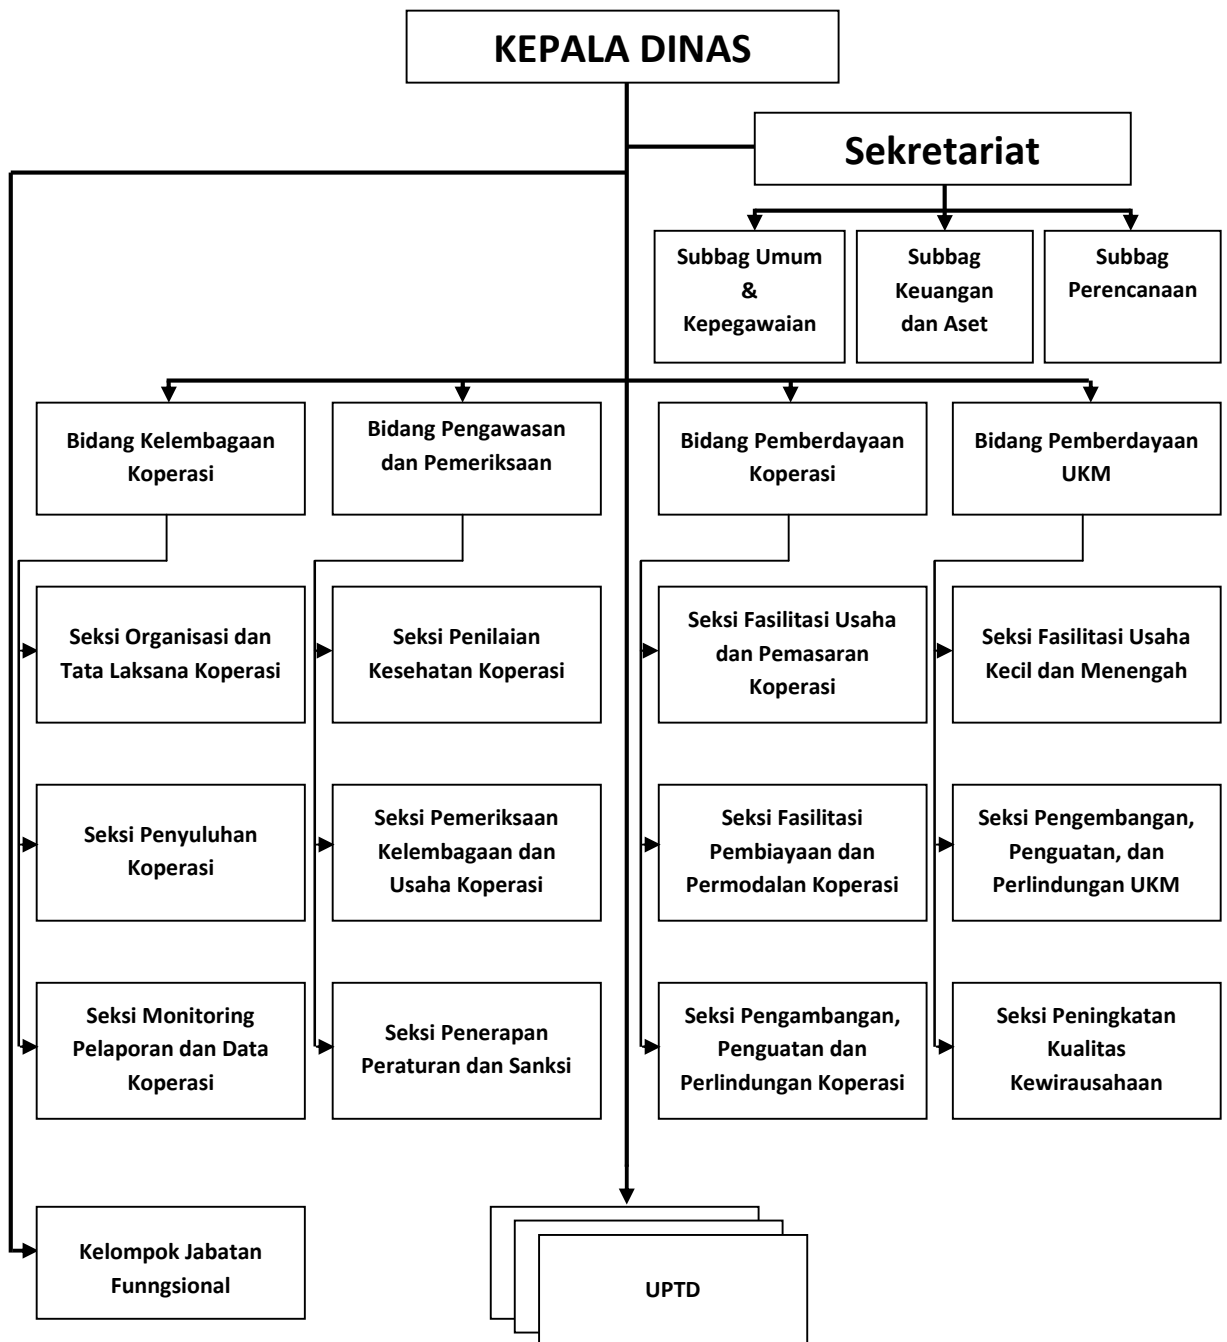 KEPALA DINAS
Sekretariat
Subbag Umum
&
Kepegawaian
Subbag
Keuangan
dan Aset
Subbag
Perencanaan
Bidang Kelembagaan
Koperasi
Bidang Pengawasan
dan Pemeriksaan
Bidang Pemberdayaan
Koperasi
Bidang Pemberdayaan
UKM
Seksi Organisasi dan
Tata Laksana Koperasi
Seksi Penilaian
Kesehatan Koperasi
Seksi Fasilitasi Usaha
dan Pemasaran
Koperasi
Seksi Fasilitasi Usaha
Kecil dan Menengah
Seksi Penyuluhan
Koperasi
Seksi Pemeriksaan
Kelembagaan dan
Usaha Koperasi
Seksi Fasilitasi
Pembiayaan dan
Permodalan Koperasi
Seksi Pengembangan,
Penguatan, dan
Perlindungan UKM
Seksi Monitoring
Pelaporan dan Data
Koperasi
Seksi Penerapan
Peraturan dan Sanksi
Seksi Pengambangan,
Penguatan dan
Perlindungan Koperasi
Seksi Peningkatan
Kualitas
Kewirausahaan
Kelompok Jabatan
Funngsional
UPTD